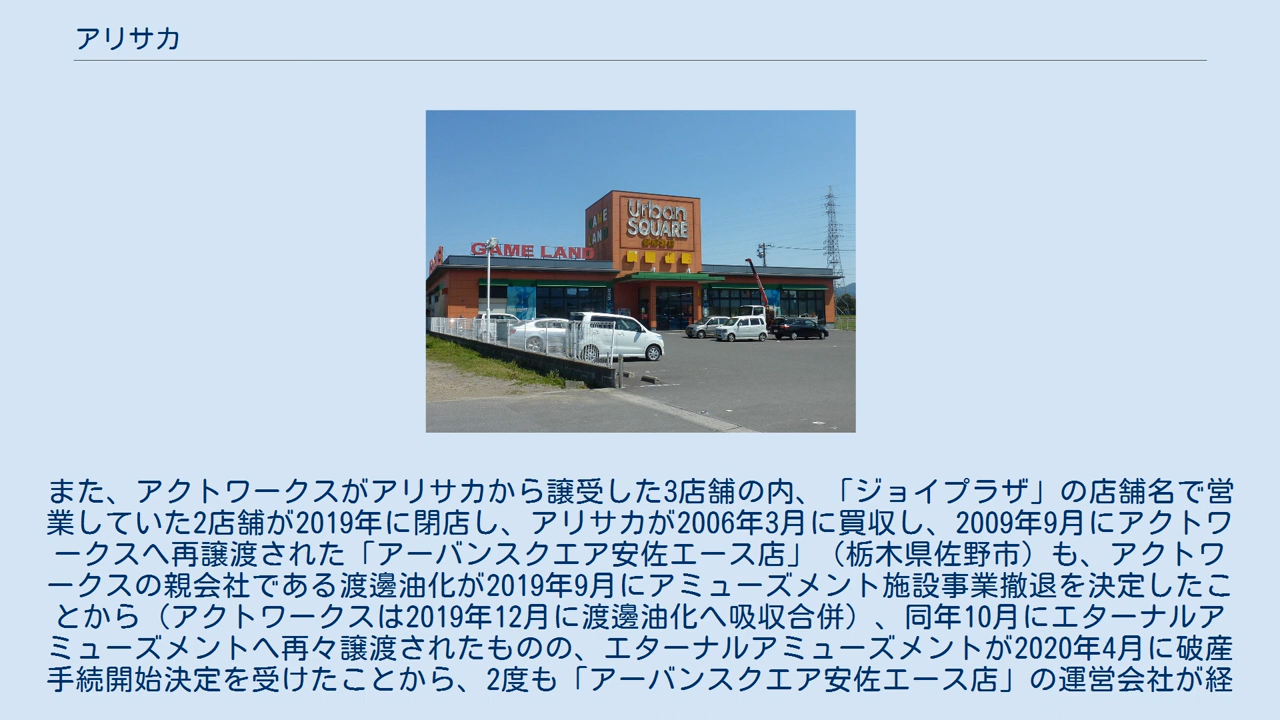 アリサカ
Urban
SQUARE
GAME LAND
GAME
LAND
また、アクトワークスがアリサカから譲受した3店舗の内、「ジョイプラザ」の店舗名で営
業していた2店舗が2019年に閉店し、アリサカが2006年3月に買収し、2009年9月にアクトワ
ークスへ再譲渡された「アーバンスクエア安佐エース店」（栃木県佐野市）も、アクトワ
ークスの親会社である渡邊油化が2019年9月にアミューズメント施設事業撤退を決定したこ
とから（アクトワークスは2019年12月に渡邊油化へ吸収合併）、同年10月にエターナルア
ミューズメントへ再々譲渡されたものの、エターナルアミューズメントが2020年4月に破産
手続開始決定を受けたことから、2度も「アーバンスクエア安佐エース店」の運営会社が経